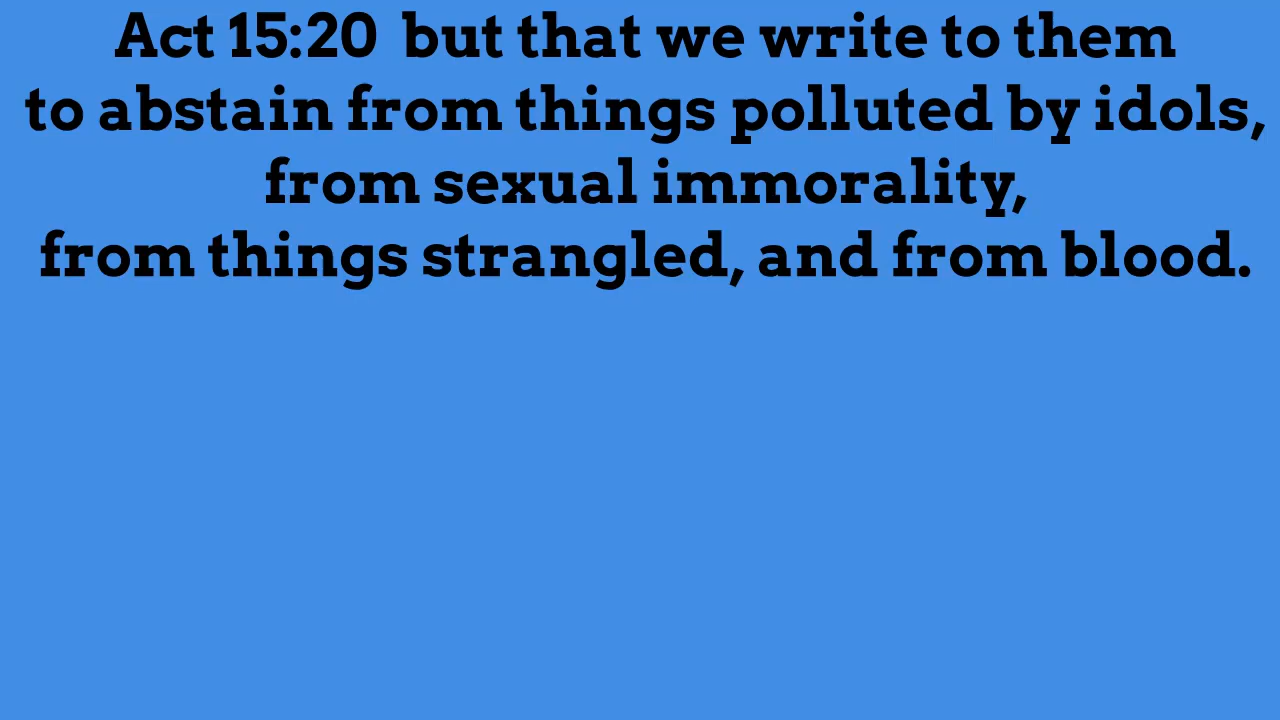 Act 15:20  but that we write to them
to abstain from things polluted by idols,
from sexual immorality,
from things strangled, and from blood.